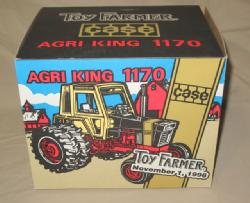 TOY FARMER
CASE
AGRI KING 1170
AGRI KING 1170
CASE
TOY FARMER
November 1, 1996